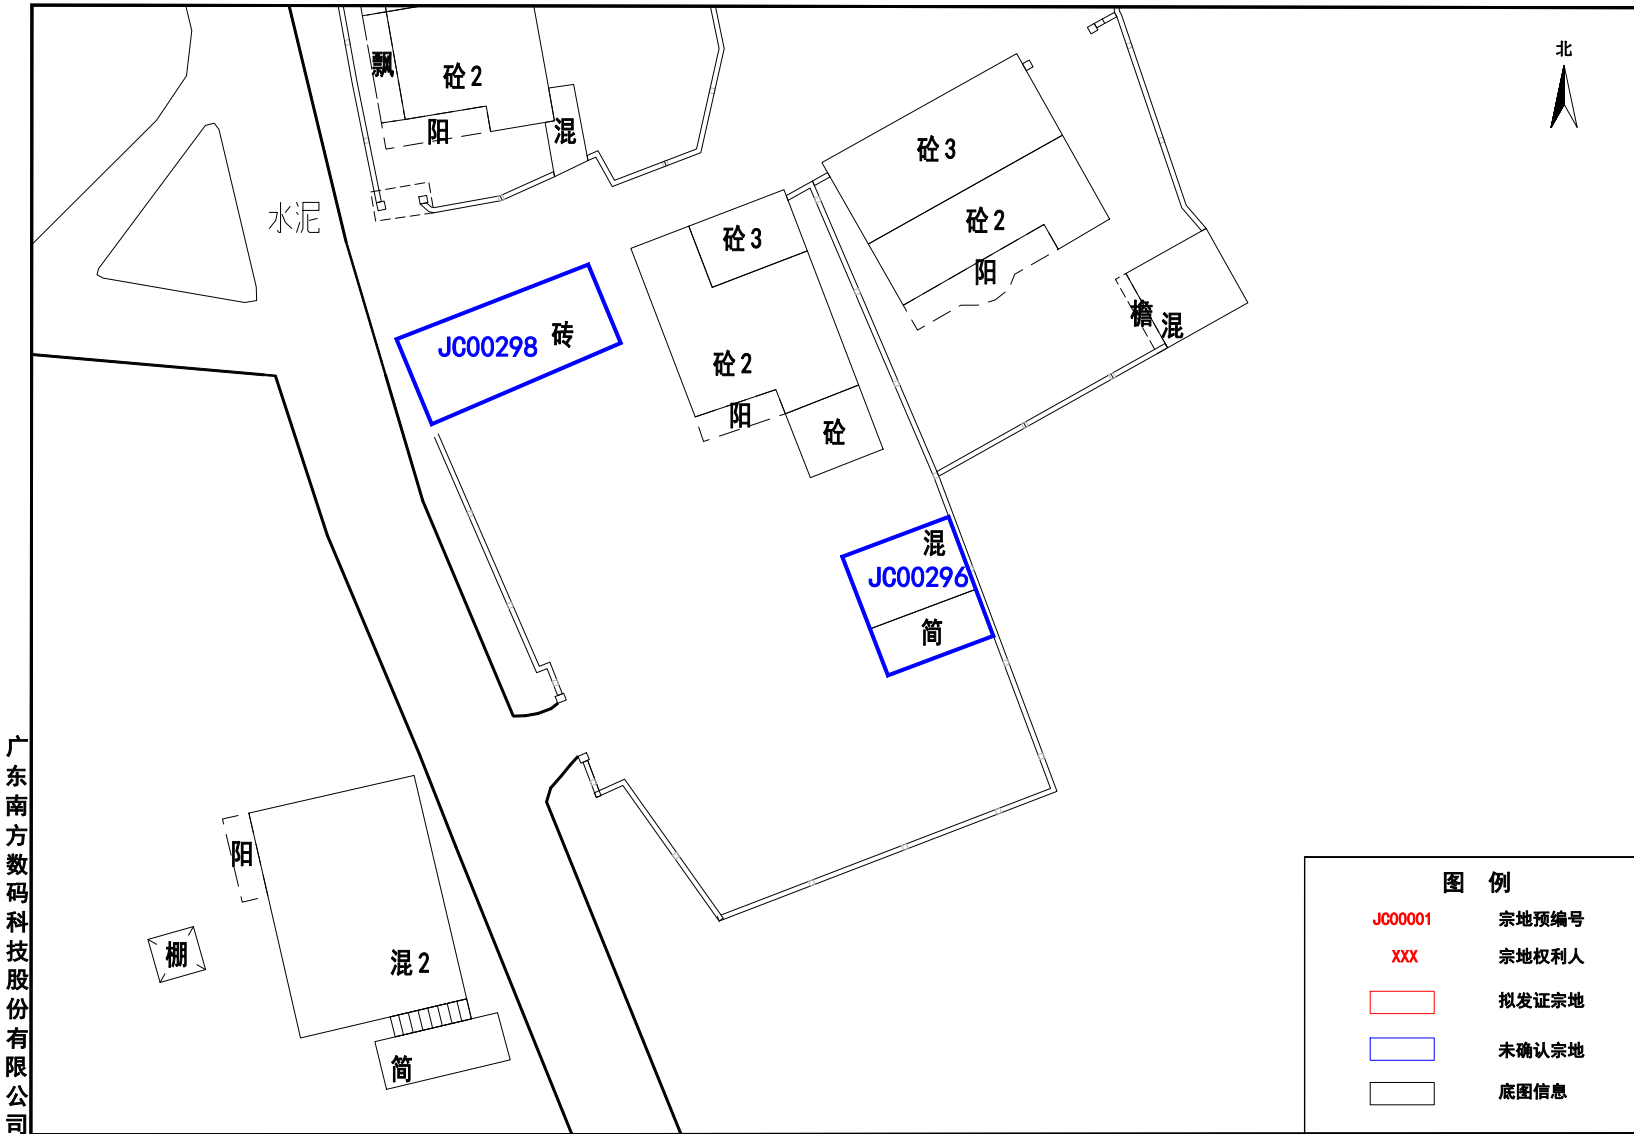 北
飘
砼2
阳
混
水泥
砼3
砼2
阳
檐
混
砼3
砼2
阳
砼
JC00298
砖
混
JC00296
简
阳
混2
棚
简
广东南方数码科技股份有限公司
图 例
JC00001 宗地预编号
XXX 宗地权利人
拟发证宗地
未确认宗地
底图信息